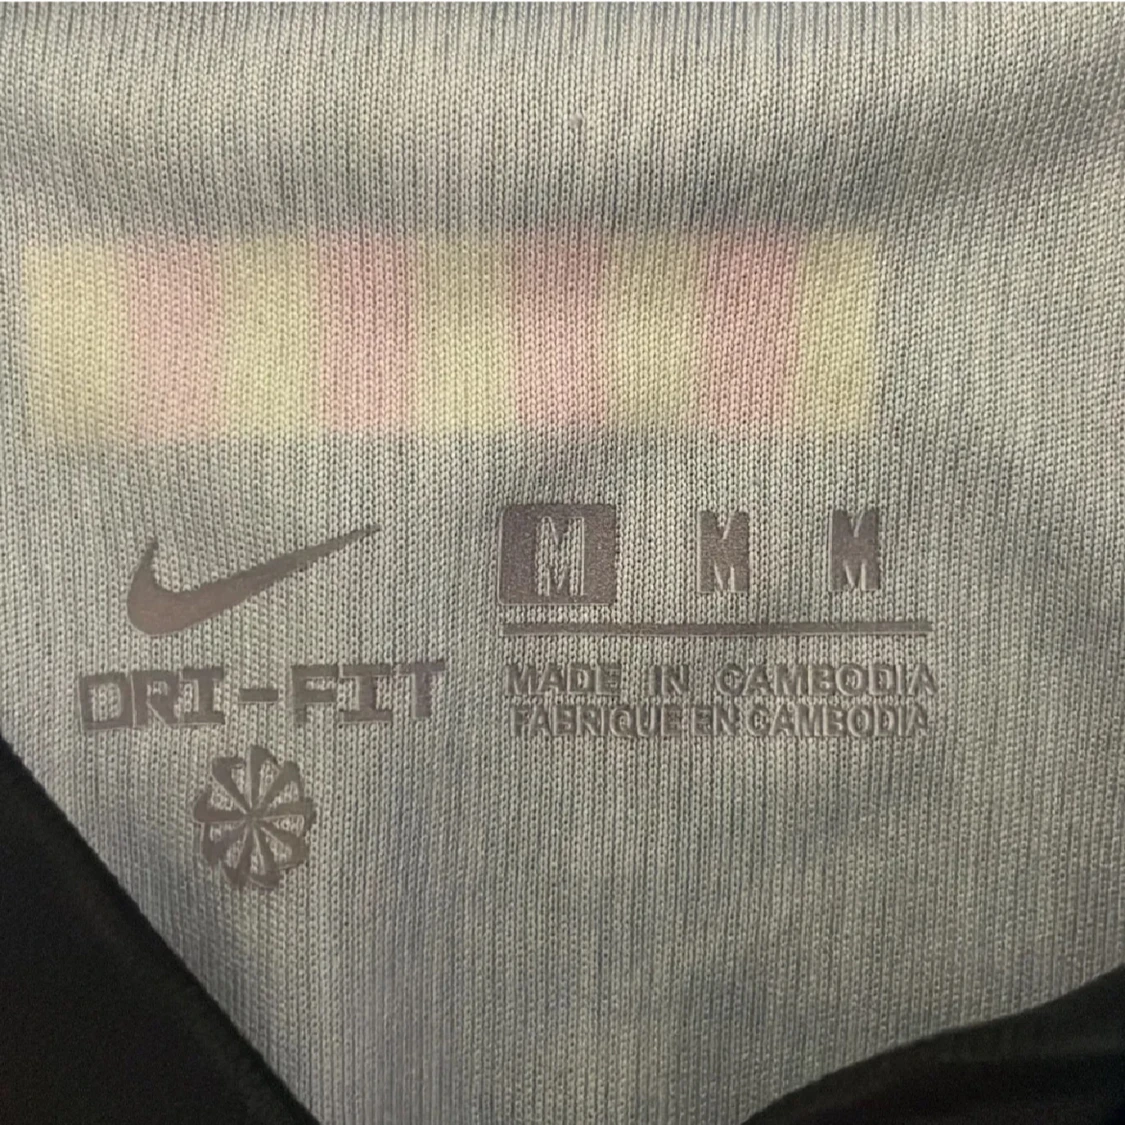 M M M
DRI-FIT
MADE IN CAMBODIA
FABRIQUE EN CAMBODIA